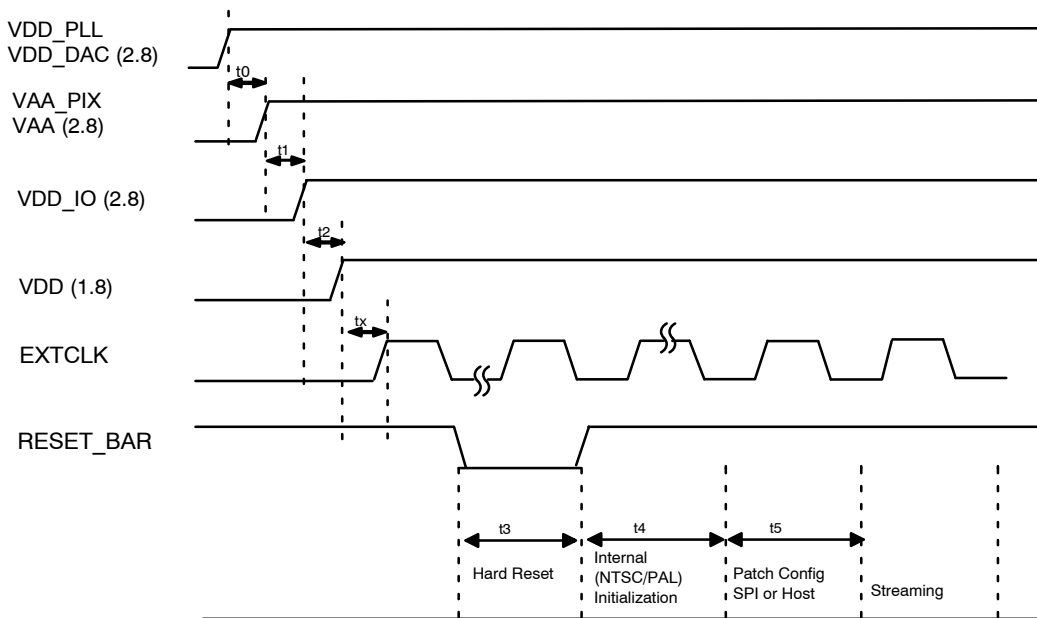 VDD_PLL
VDD_DAC (2.8)
t0
VAA_PIX
VAA (2.8)
t1
VDD_IO (2.8)
t2
VDD (1.8)
tx
EXTCLK
RESET_BAR
t3
t4
t5
Hard Reset
Internal
(NTSC/PAL)
Initialization
Patch Config
SPI or Host
Streaming